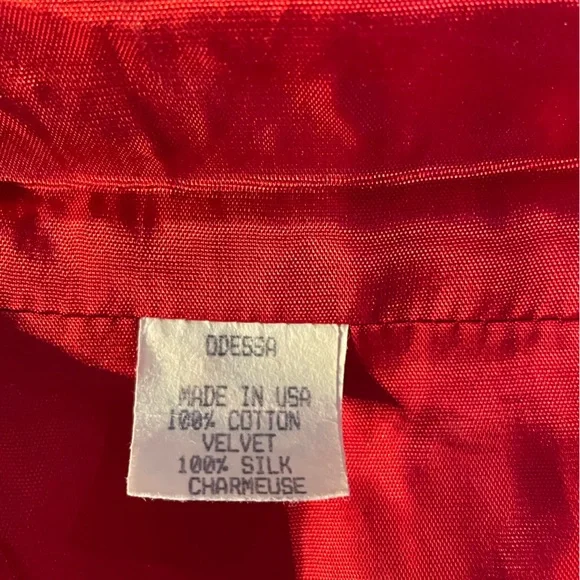 ODESSA
MADE IN USA
100% COTTON
VELVET
100% SILK
CHARMEUSE